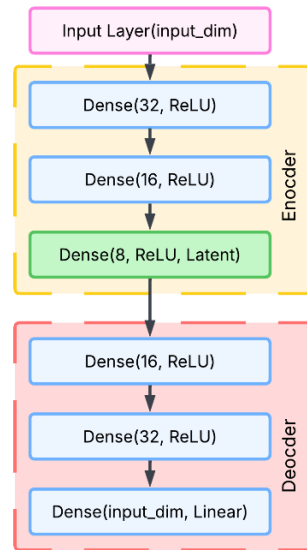 Input Layer(input_dim)
Dense(32, ReLU)
Dense(16, ReLU)
Dense(8, ReLU, Latent)
Enocder
Dense(16, ReLU)
Dense(32, ReLU)
Dense(input_dim, Linear)
Deocder